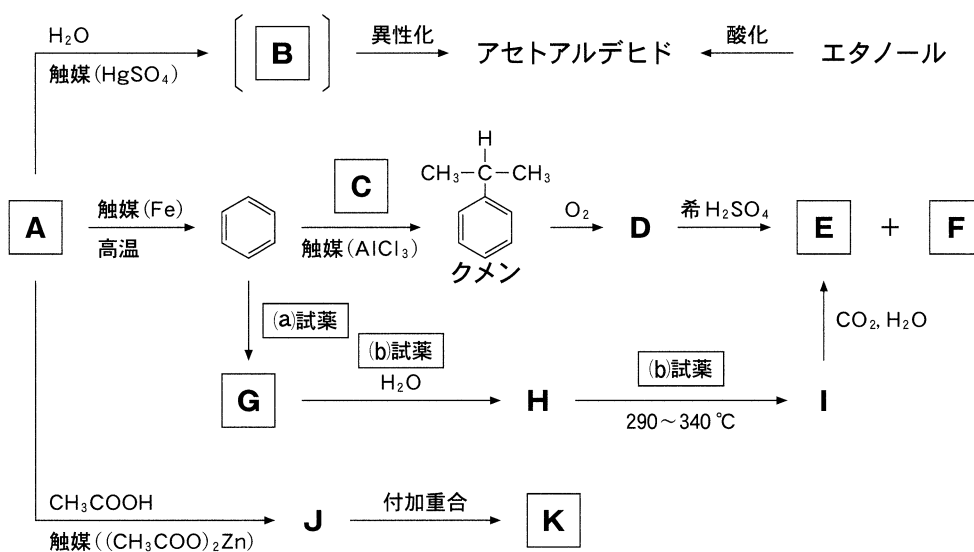 H₂O
触媒(HgSO₄)
B
異性化
アセトアルデヒド
酸化
エタノール
A
触媒(Fe)
高温
C
触媒(AlCl₃)
H
CH₃-C-CH₃
クメン
O₂
D
希H₂SO₄
E + F
(a)試薬
G
(b)試薬
H₂O
H
(b)試薬
290～340 ℃
I
CO₂, H₂O
CH₃COOH
触媒((CH₃COO)₂Zn)
J
付加重合
K